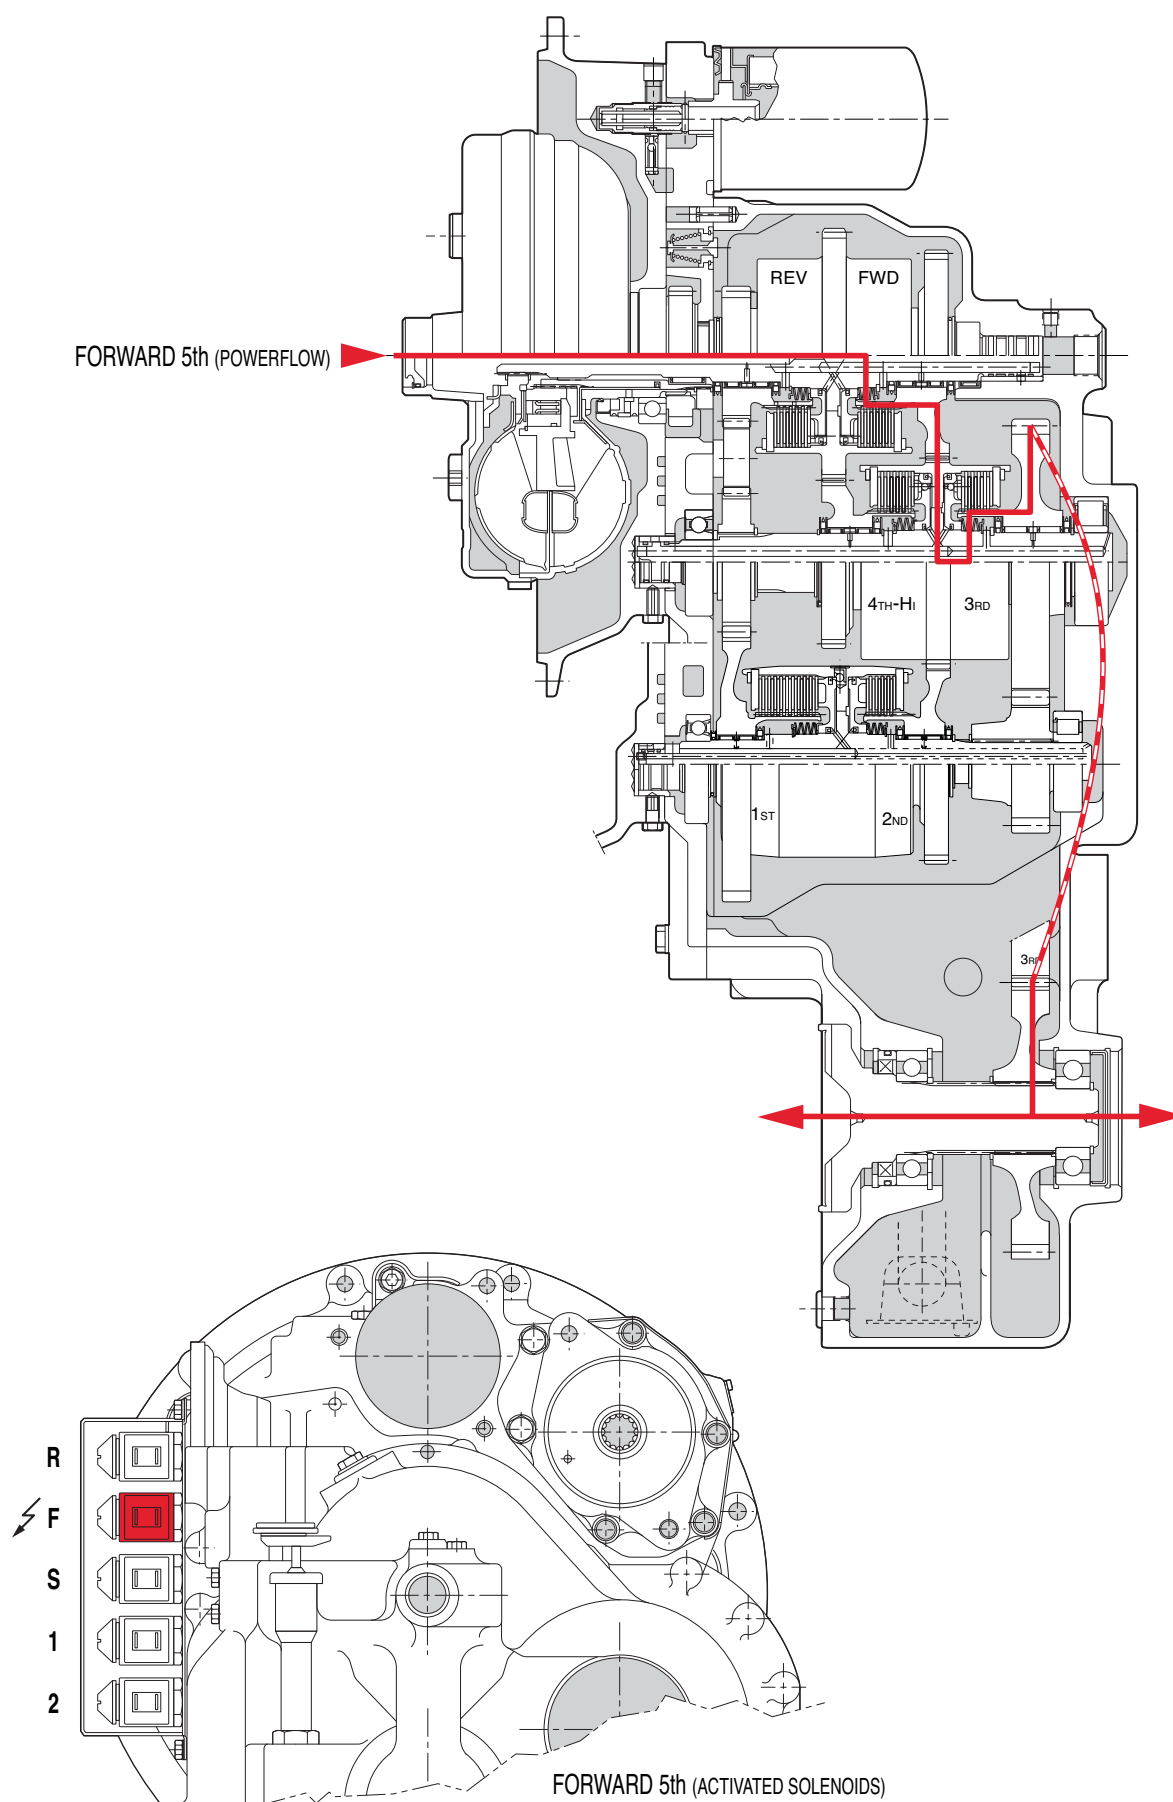 REV FWD
FORWARD 5th (POWERFLOW)
4TH-HI 3RD
1ST 2ND
R
F
S
1
2
FORWARD 5th (ACTIVATED SOLENOIDS)